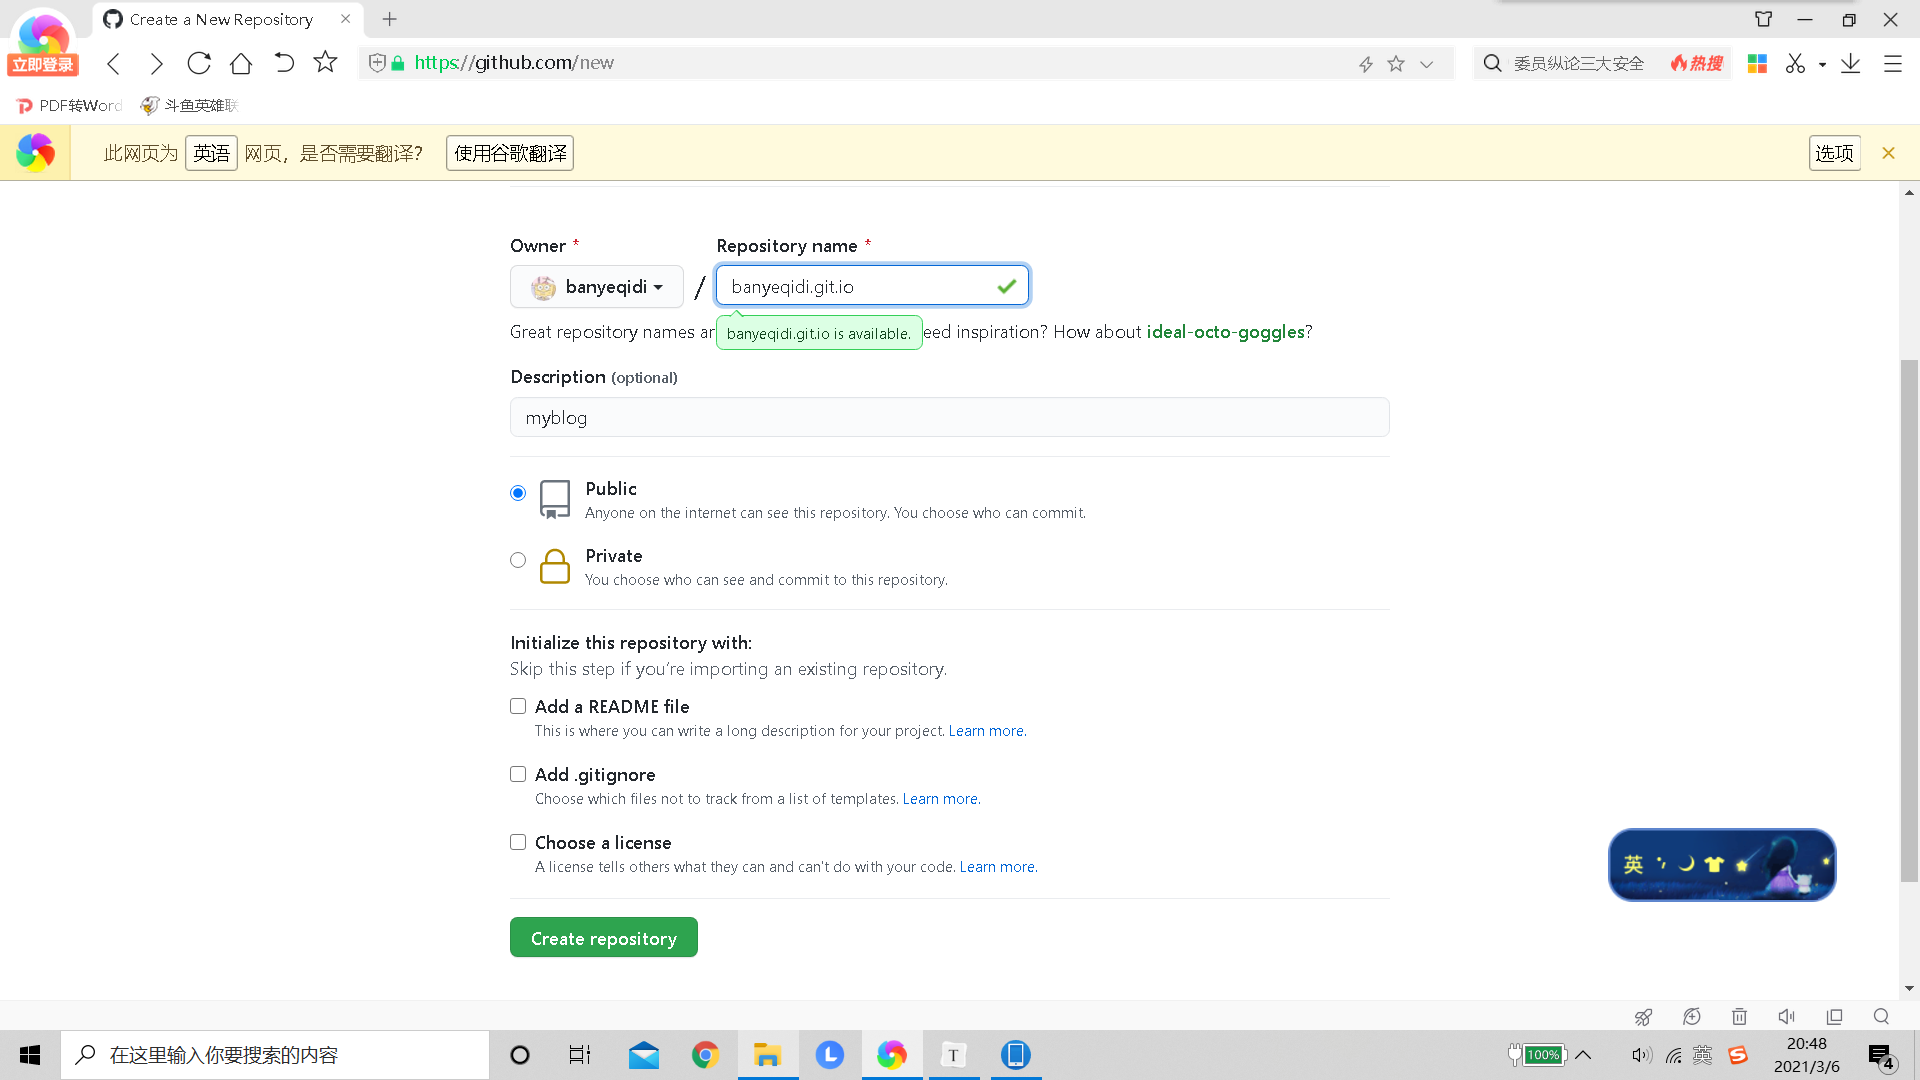 Create a New Repository
立即登录
https://github.com/new
委员纵论三大安全
热搜
PDF转Word
斗鱼英雄联
此网页为 英语 网页，是否需要翻译？ 使用谷歌翻译
选项
Owner *
Repository name *
banyeqidi
/
banyeqidi.git.io
Great repository names ar
banyeqidi.git.io is available.
eed inspiration? How about ideal-octo-goggles?
Description (optional)
myblog
Public
Anyone on the internet can see this repository. You choose who can commit.
Private
You choose who can see and commit to this repository.
Initialize this repository with:
Skip this step if you’re importing an existing repository.
Add a README file
This is where you can write a long description for your project. Learn more.
Add .gitignore
Choose which files not to track from a list of templates. Learn more.
Choose a license
A license tells others what they can and can't do with your code. Learn more.
英
Create repository
在这里输入你要搜索的内容
L
T
100%
英
S
20:48
2021/3/6
4